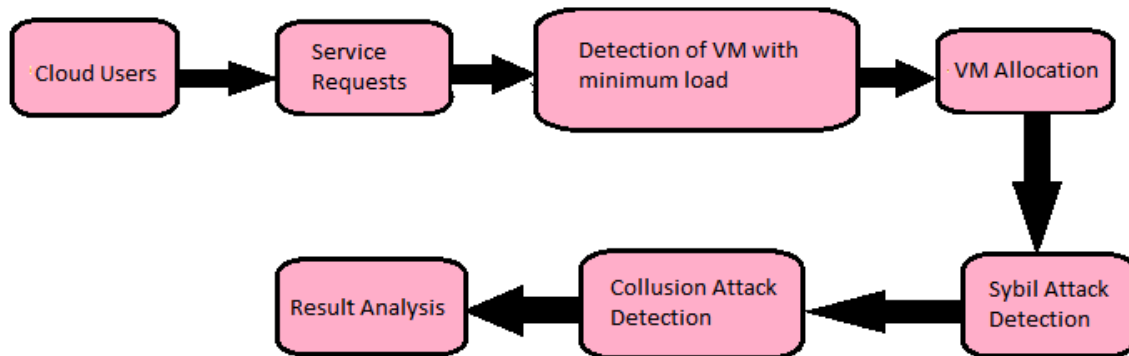 Cloud Users
Service
Requests
Detection of VM with
minimum load
VM Allocation
Sybil Attack
Detection
Collusion Attack
Detection
Result Analysis